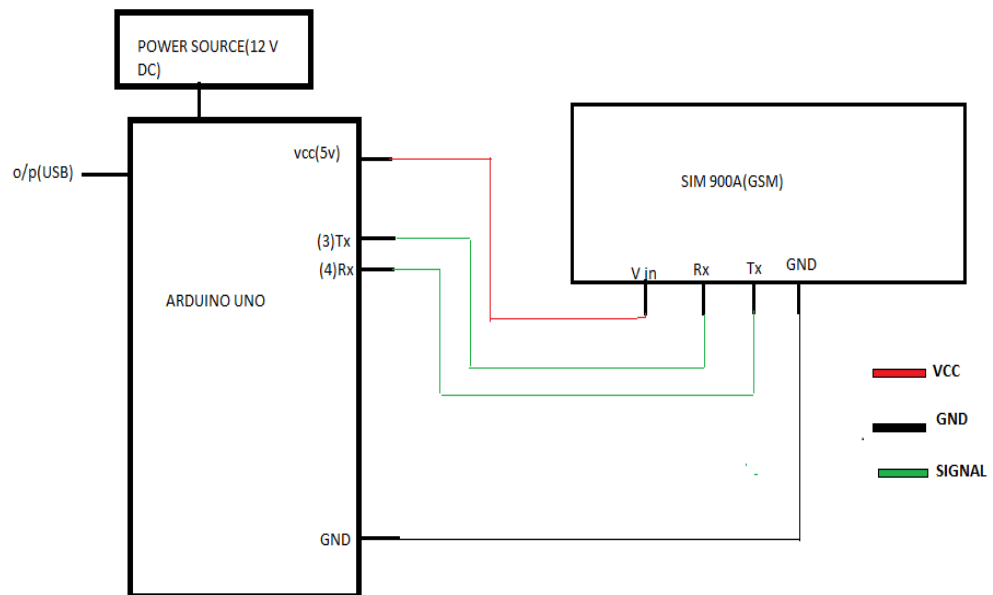 POWER SOURCE(12 V
DC)
o/p(USB)
vcc(5v)
(3)Tx
(4)Rx
ARDUINO UNO
GND
SIM 900A(GSM)
V in
Rx
Tx
GND
VCC
GND
SIGNAL